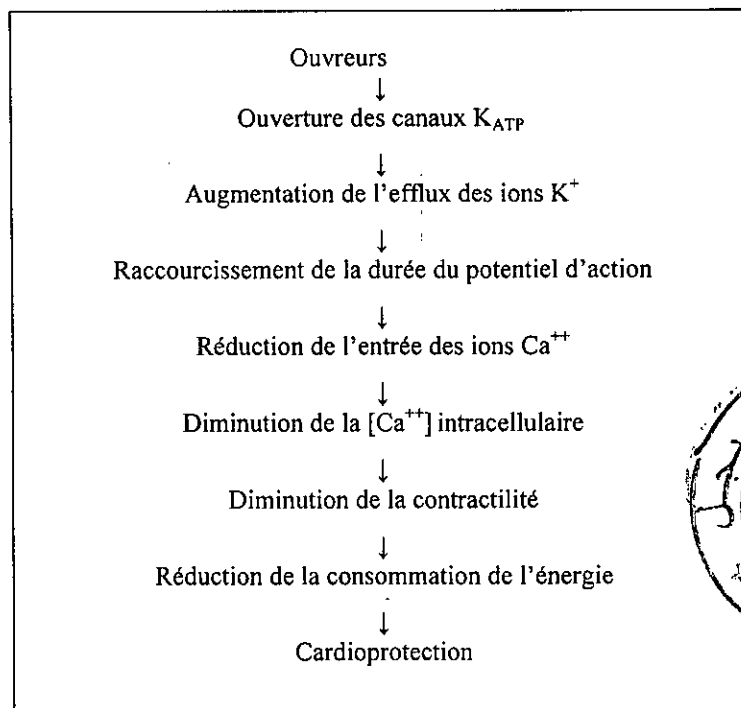 Ouvreurs
↓
Ouverture des canaux K_ATP
↓
Augmentation de l'efflux des ions K⁺
↓
Raccourcissement de la durée du potentiel d'action
↓
Réduction de l'entrée des ions Ca⁺⁺
↓
Diminution de la [Ca⁺⁺] intracellulaire
↓
Diminution de la contractilité
↓
Réduction de la consommation de l'énergie
↓
Cardioprotection